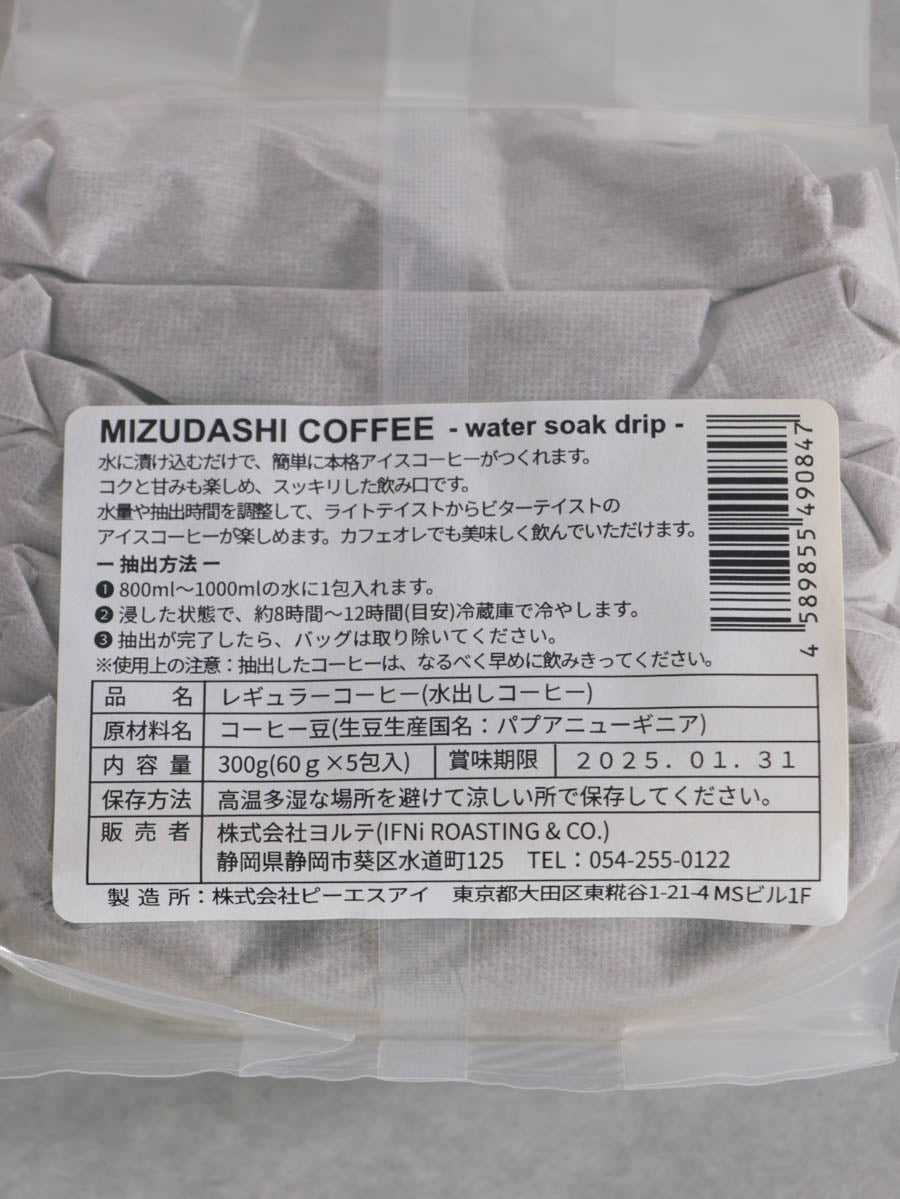 MIZUDASHI COFFEE - water soak drip -
水に漬け込むだけで、簡単に本格アイスコーヒーがつくれます。
コクと甘みも楽しめ、スッキリした飲み口です。
水量や抽出時間を調整して、ライトテイストからビターテイストの
アイスコーヒーが楽しめます。カフェオレでも美味しく飲んでいただけます。
ー 抽出方法 ー
❶ 800ml〜1000mlの水に1包入れます。
❷ 浸した状態で、約8時間〜12時間(目安)冷蔵庫で冷やします。
❸ 抽出が完了したら、バッグは取り除いてください。
※使用上の注意：抽出したコーヒーは、なるべく早めに飲みきってください。
品名 レギュラーコーヒー(水出しコーヒー)
原材料名 コーヒー豆(生豆生産国名：パプアニューギニア)
内容量 300g(60ｇ×5包入) 賞味期限 2025. 01. 31
保存方法 高温多湿な場所を避けて涼しい所で保存してください。
販売者 株式会社ヨルテ(IFNi ROASTING & CO.)
静岡県静岡市葵区水道町125 TEL：054-255-0122
製造所：株式会社ピーエスアイ 東京都大田区東糀谷1-21-4 MSビル1F
4 589855 490847